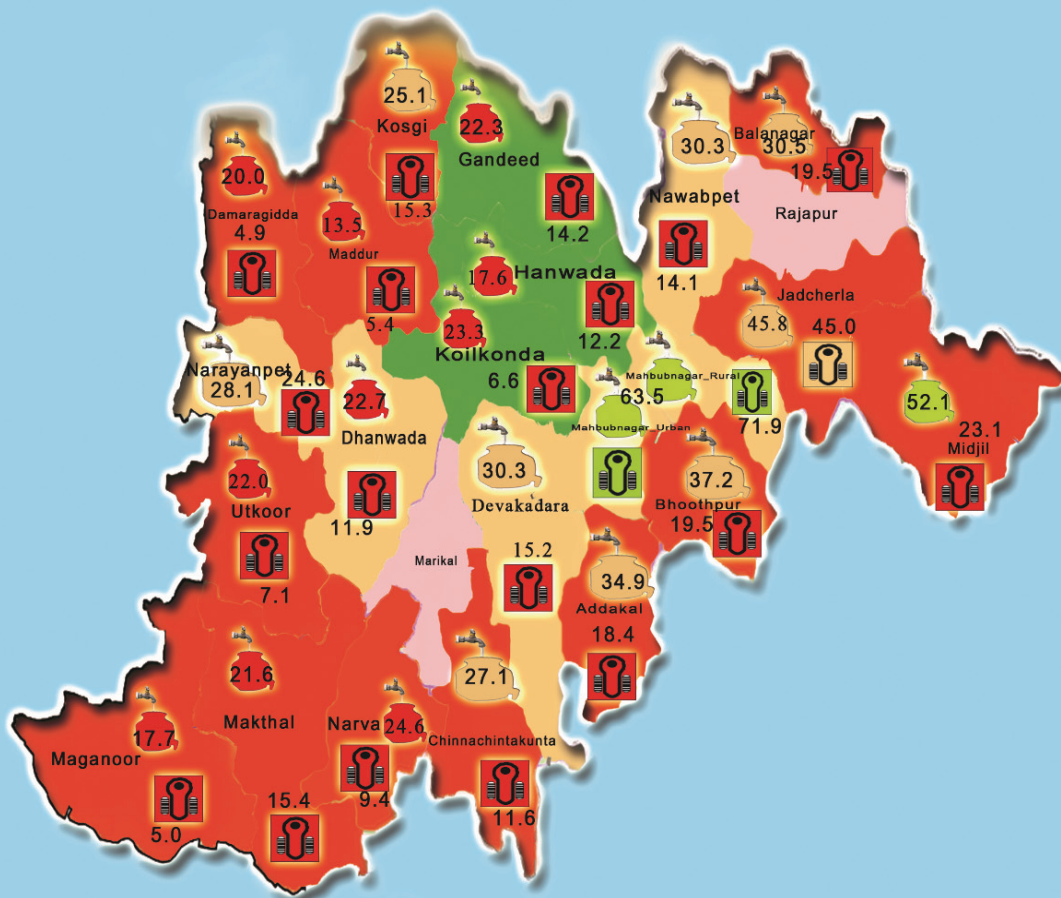 25.1
Kosgi
22.3
Gandeed
30.3
Balanagar
30.5
19.5
20.0
Damaragidda
4.9
13.5
Maddur
15.3
14.2
Nawabpet
14.1
Rajapur
17.6
Hanwada
5.4
12.2
23.3
Koilkonda
6.6
Jadcherla
45.8
45.0
Narayanpet
28.1
24.6
22.7
Dhanwada
11.9
Mahbubnagar_Rural
63.5
Mahbubnagar_Urban
71.9
52.1
23.1
Midjil
22.0
Utkoor
7.1
30.3
Devakadara
15.2
37.2
Bhoothpur
19.5
Marikal
34.9
Addakal
18.4
21.6
Makthal
15.4
27.1
Chinnachintakunta
11.6
17.7
Maganoor
5.0
Narva
24.6
9.4